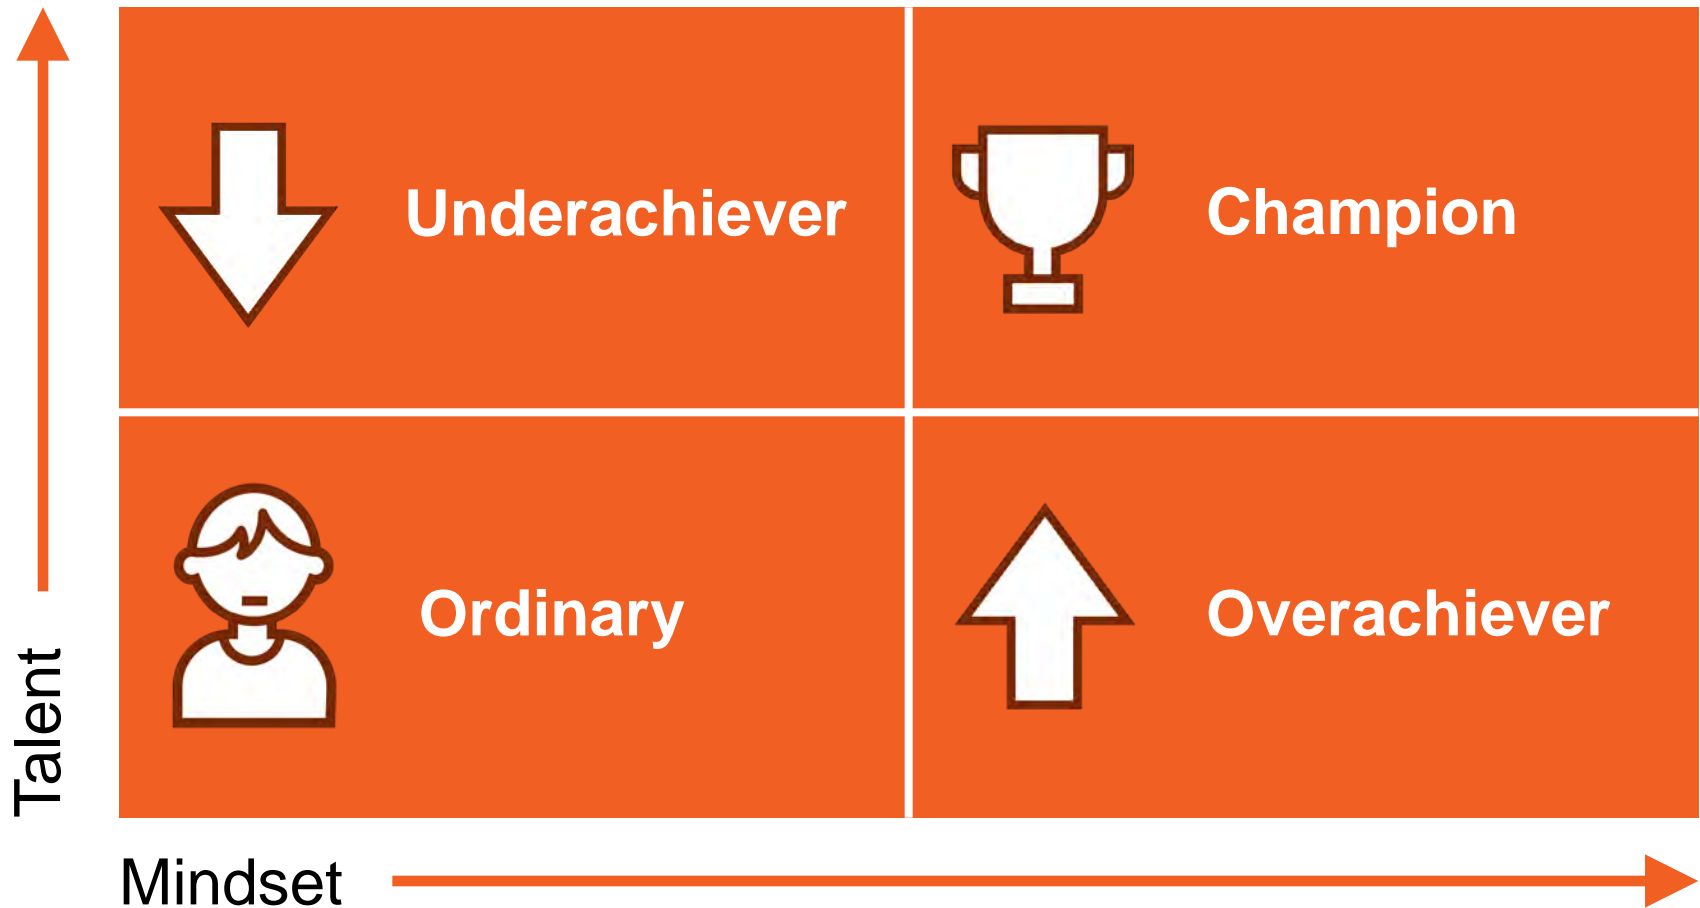 Underachiever
Champion
Ordinary
Overachiever
Talent
Mindset